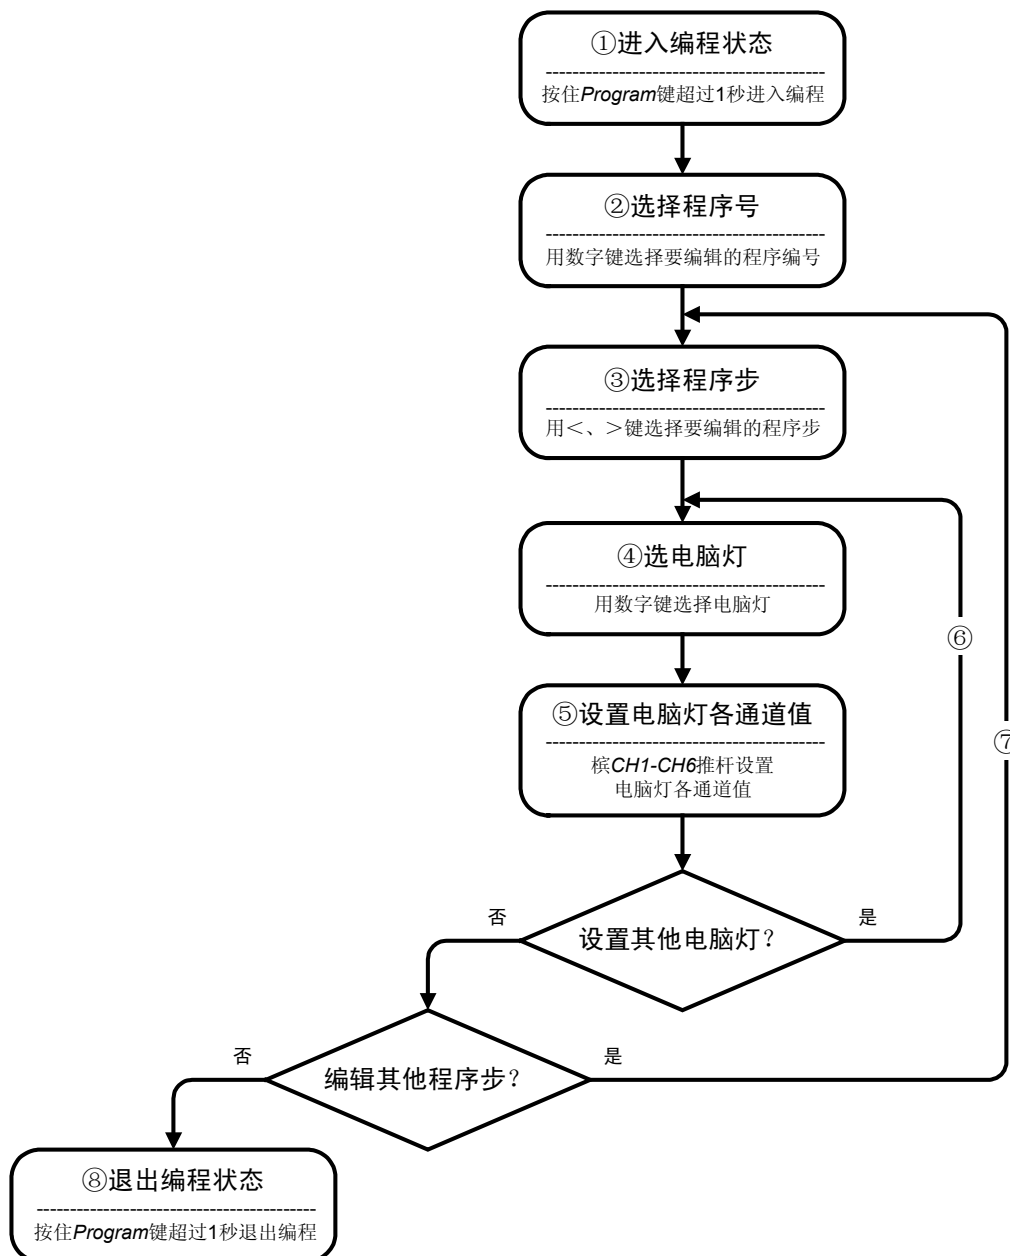 ①进入编程状态
按住Program键超过1秒进入编程
②选择程序号
用数字键选择要编辑的程序编号
③选择程序步
用＜、＞键选择要编辑的程序步
④选电脑灯
用数字键选择电脑灯
⑥
⑤设置电脑灯各通道值
槟CH1-CH6推杆设置
电脑灯各通道值
⑦
否
是
设置其他电脑灯？
否
是
编辑其他程序步？
⑧退出编程状态
按住Program键超过1秒退出编程